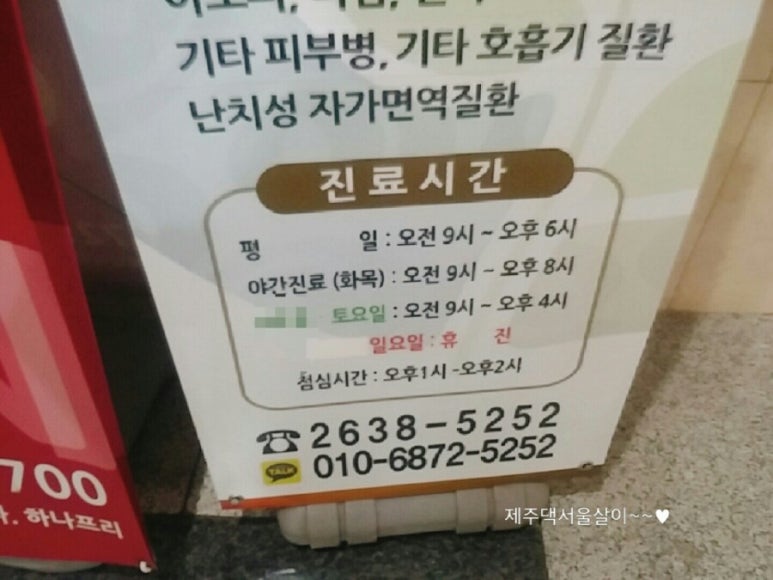 기타 피부병, 기타 호흡기 질환
난치성 자가면역질환
진료시간
평 일 : 오전 9시 ~ 오후 6시
야간진료 (화목) : 오전 9시 ~ 오후 8시
토요일 : 오전 9시 ~ 오후 4시
일요일 : 휴 진
점심시간 : 오후1시 -오후2시
2638-5252
TALK 010-6872-5252
700
하나프리
제주댁서울살이~~♥